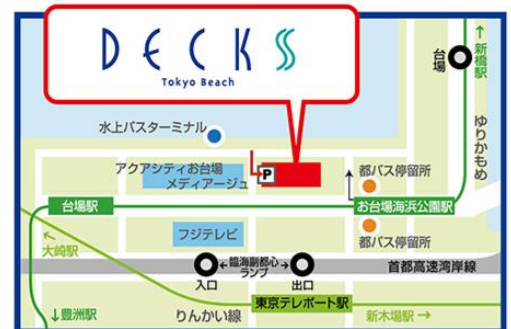 DECKS
Tokyo Beach
↑新橋駅
台場
ゆりかもめ
水上バスターミナル
アクアシティお台場
メディアージュ
P
都バス停留所
台場駅
お台場海浜公園駅
フジテレビ
都バス停留所
大崎駅
臨海副都心
ランプ
首都高速湾岸線
入口
出口
東京テレポート駅
↓豊洲駅
りんかい線
新木場駅→